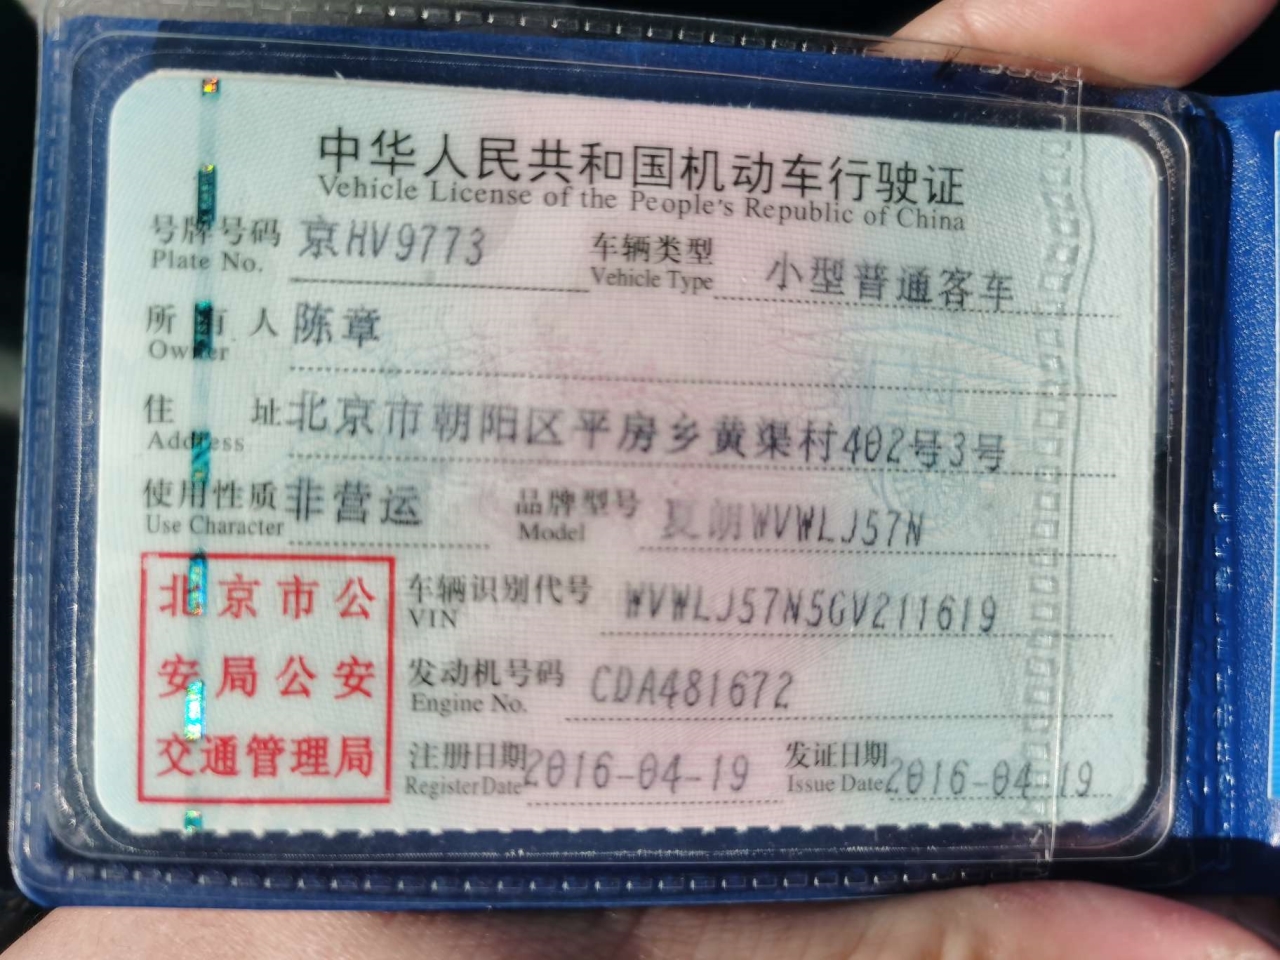 中华人民共和国机动车行驶证
Vehicle License of the People's Republic of China
号牌号码 京HV9773 车辆类型 小型普通客车
Plate No. Vehicle Type
所有人 陈章
Owner
住址 北京市朝阳区平房乡黄渠村402号3号
Address
使用性质 非营运 品牌型号 夏朗WVWLJ57N
Use Character Model
北京市公
安局公安
交通管理局
车辆识别代号 WVWLJ57N5GV211619
VIN
发动机号码 CDA481672
Engine No.
注册日期 2016-04-19 发证日期 2016-04-19
Register Date Issue Date